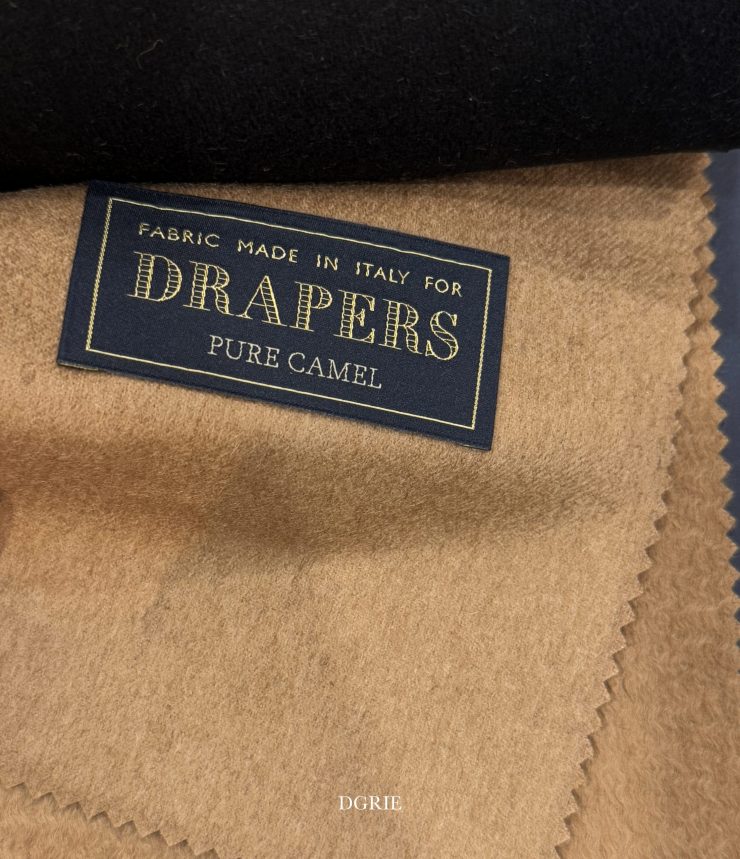 FABRIC MADE IN ITALY FOR
DRAPERS
PURE CAMEL
DGRIE